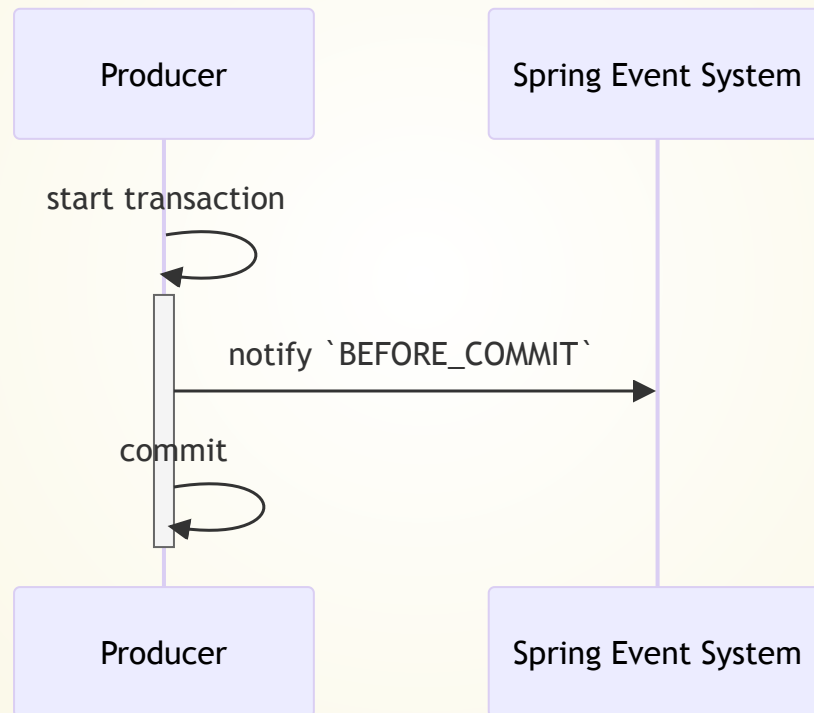 Producer
Spring Event System
start transaction
notify `BEFORE_COMMIT`
commit
Producer
Spring Event System